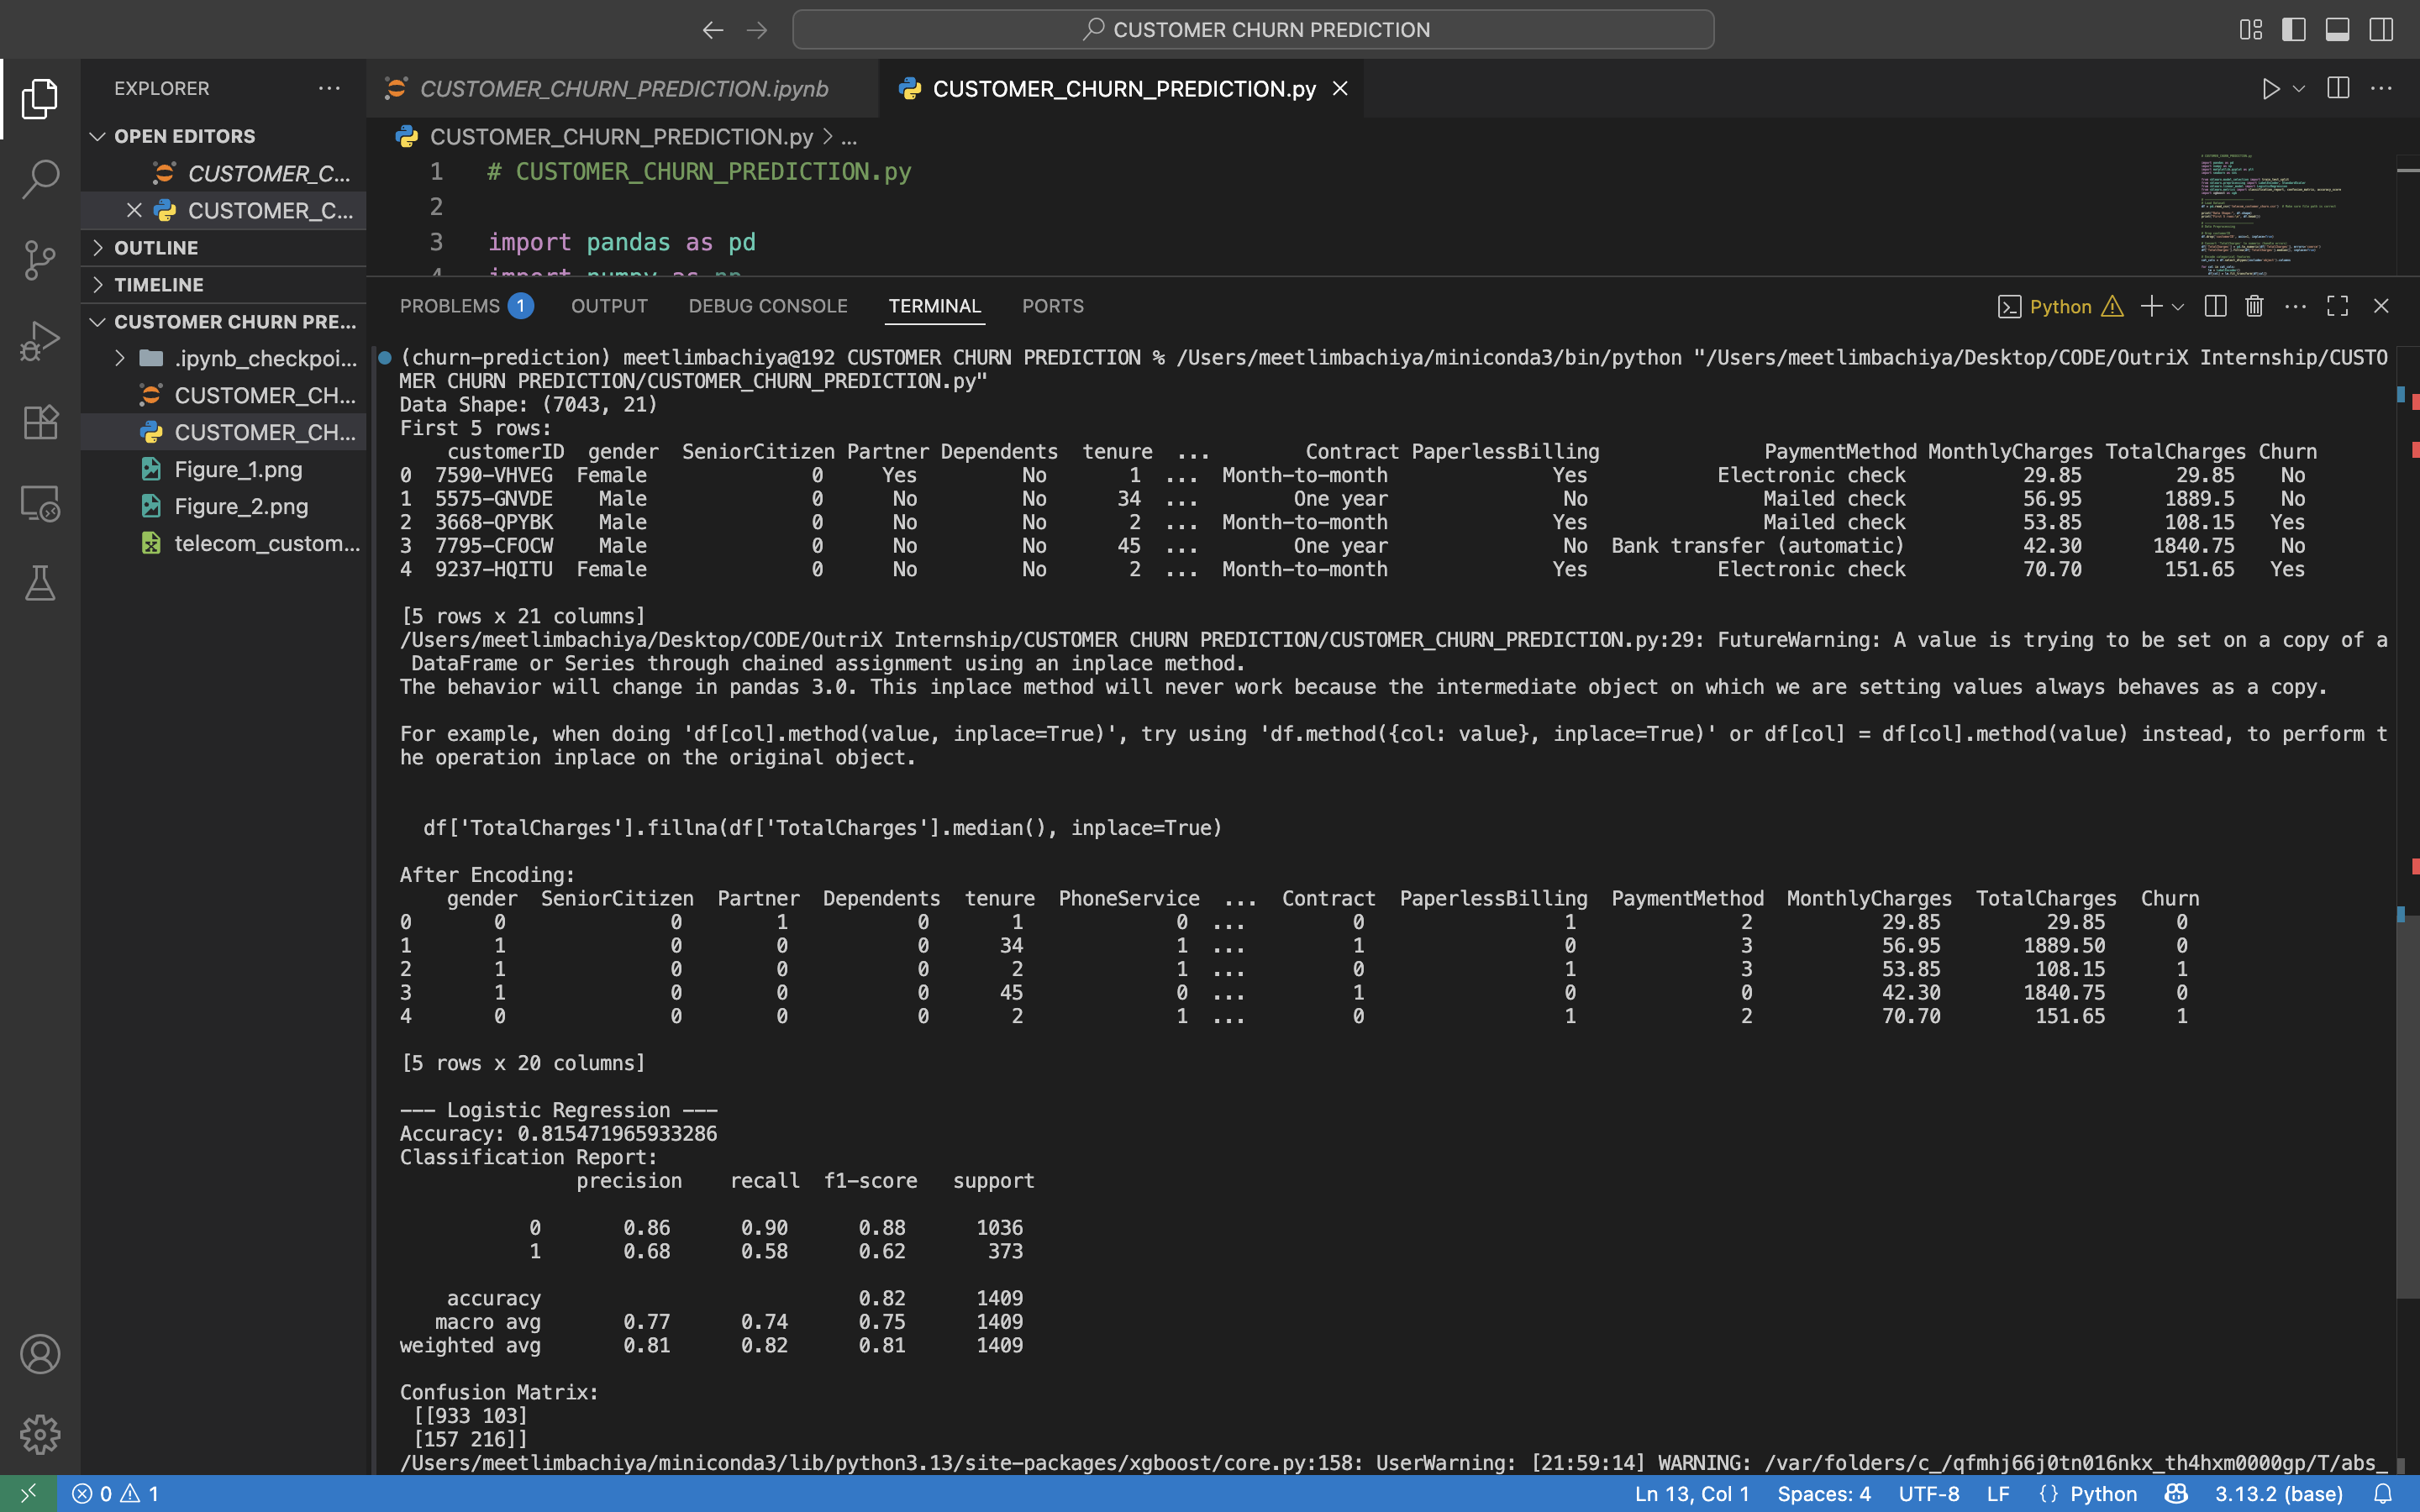 CUSTOMER CHURN PREDICTION
EXPLORER
OPEN EDITORS
CUSTOMER_C...
CUSTOMER_C...
OUTLINE
TIMELINE
CUSTOMER CHURN PRE...
.ipynb_checkpoi...
CUSTOMER_CH...
CUSTOMER_CH...
Figure_1.png
Figure_2.png
telecom_custom...
CUSTOMER_CHURN_PREDICTION.ipynb
CUSTOMER_CHURN_PREDICTION.py
CUSTOMER_CHURN_PREDICTION.py > ...
1 # CUSTOMER_CHURN_PREDICTION.py
2
3 import pandas as pd
4 import numpy as np
PROBLEMS 1 OUTPUT DEBUG CONSOLE TERMINAL PORTS
Python
(churn-prediction) meetlimbachiya@192 CUSTOMER CHURN PREDICTION % /Users/meetlimbachiya/miniconda3/bin/python "/Users/meetlimbachiya/Desktop/CODE/OutriX Internship/CUSTO
MER CHURN PREDICTION/CUSTOMER_CHURN_PREDICTION.py"
Data Shape: (7043, 21)
First 5 rows:
customerID gender SeniorCitizen Partner Dependents tenure ... Contract PaperlessBilling PaymentMethod MonthlyCharges TotalCharges Churn
0 7590-VHVEG Female 0 Yes No 1 ... Month-to-month Yes Electronic check 29.85 29.85 No
1 5575-GNVDE Male 0 No No 34 ... One year No Mailed check 56.95 1889.5 No
2 3668-QPYBK Male 0 No No 2 ... Month-to-month Yes Mailed check 53.85 108.15 Yes
3 7795-CFOCW Male 0 No No 45 ... One year No Bank transfer (automatic) 42.30 1840.75 No
4 9237-HQITU Female 0 No No 2 ... Month-to-month Yes Electronic check 70.70 151.65 Yes
[5 rows x 21 columns]
/Users/meetlimbachiya/Desktop/CODE/OutriX Internship/CUSTOMER CHURN PREDICTION/CUSTOMER_CHURN_PREDICTION.py:29: FutureWarning: A value is trying to be set on a copy of a
DataFrame or Series through chained assignment using an inplace method.
The behavior will change in pandas 3.0. This inplace method will never work because the intermediate object on which we are setting values always behaves as a copy.
For example, when doing 'df[col].method(value, inplace=True)', try using 'df.method({col: value}, inplace=True)' or df[col] = df[col].method(value) instead, to perform t
he operation inplace on the original object.
df['TotalCharges'].fillna(df['TotalCharges'].median(), inplace=True)
After Encoding:
gender SeniorCitizen Partner Dependents tenure PhoneService ... Contract PaperlessBilling PaymentMethod MonthlyCharges TotalCharges Churn
0 0 0 1 0 1 0 ... 0 1 2 29.85 29.85 0
1 1 0 0 0 34 1 ... 1 0 3 56.95 1889.50 0
2 1 0 0 0 2 1 ... 0 1 3 53.85 108.15 1
3 1 0 0 0 45 0 ... 1 0 0 42.30 1840.75 0
4 0 0 0 0 2 1 ... 0 1 2 70.70 151.65 1
[5 rows x 20 columns]
--- Logistic Regression ---
Accuracy: 0.815471965933286
Classification Report:
precision recall f1-score support
0 0.86 0.90 0.88 1036
1 0.68 0.58 0.62 373
accuracy 0.82 1409
macro avg 0.77 0.74 0.75 1409
weighted avg 0.81 0.82 0.81 1409
Confusion Matrix:
[[933 103]
[157 216]]
/Users/meetlimbachiya/miniconda3/lib/python3.13/site-packages/xgboost/core.py:158: UserWarning: [21:59:14] WARNING: /var/folders/c_/qfmhj66j0tn016nkx_th4hxm0000gp/T/abs_
0 1 Ln 13, Col 1 Spaces: 4 UTF-8 LF {} Python 3.13.2 (base)